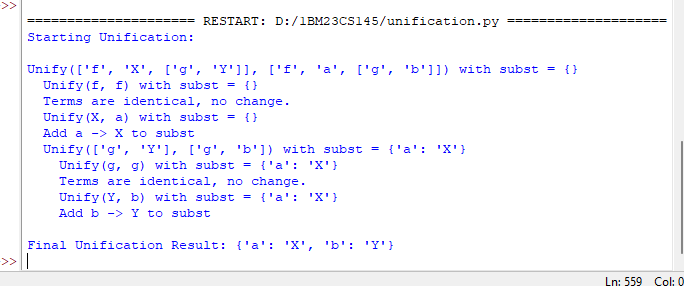 >>
===================== RESTART: D:/1BM23CS145/unification.py ====================
Starting Unification:
Unify(['f', 'X', ['g', 'Y']], ['f', 'a', ['g', 'b']]) with subst = {}
Unify(f, f) with subst = {}
Terms are identical, no change.
Unify(X, a) with subst = {}
Add a -> X to subst
Unify(['g', 'Y'], ['g', 'b']) with subst = {'a': 'X'}
Unify(g, g) with subst = {'a': 'X'}
Terms are identical, no change.
Unify(Y, b) with subst = {'a': 'X'}
Add b -> Y to subst
Final Unification Result: {'a': 'X', 'b': 'Y'}
>>
Ln: 559 Col: 0